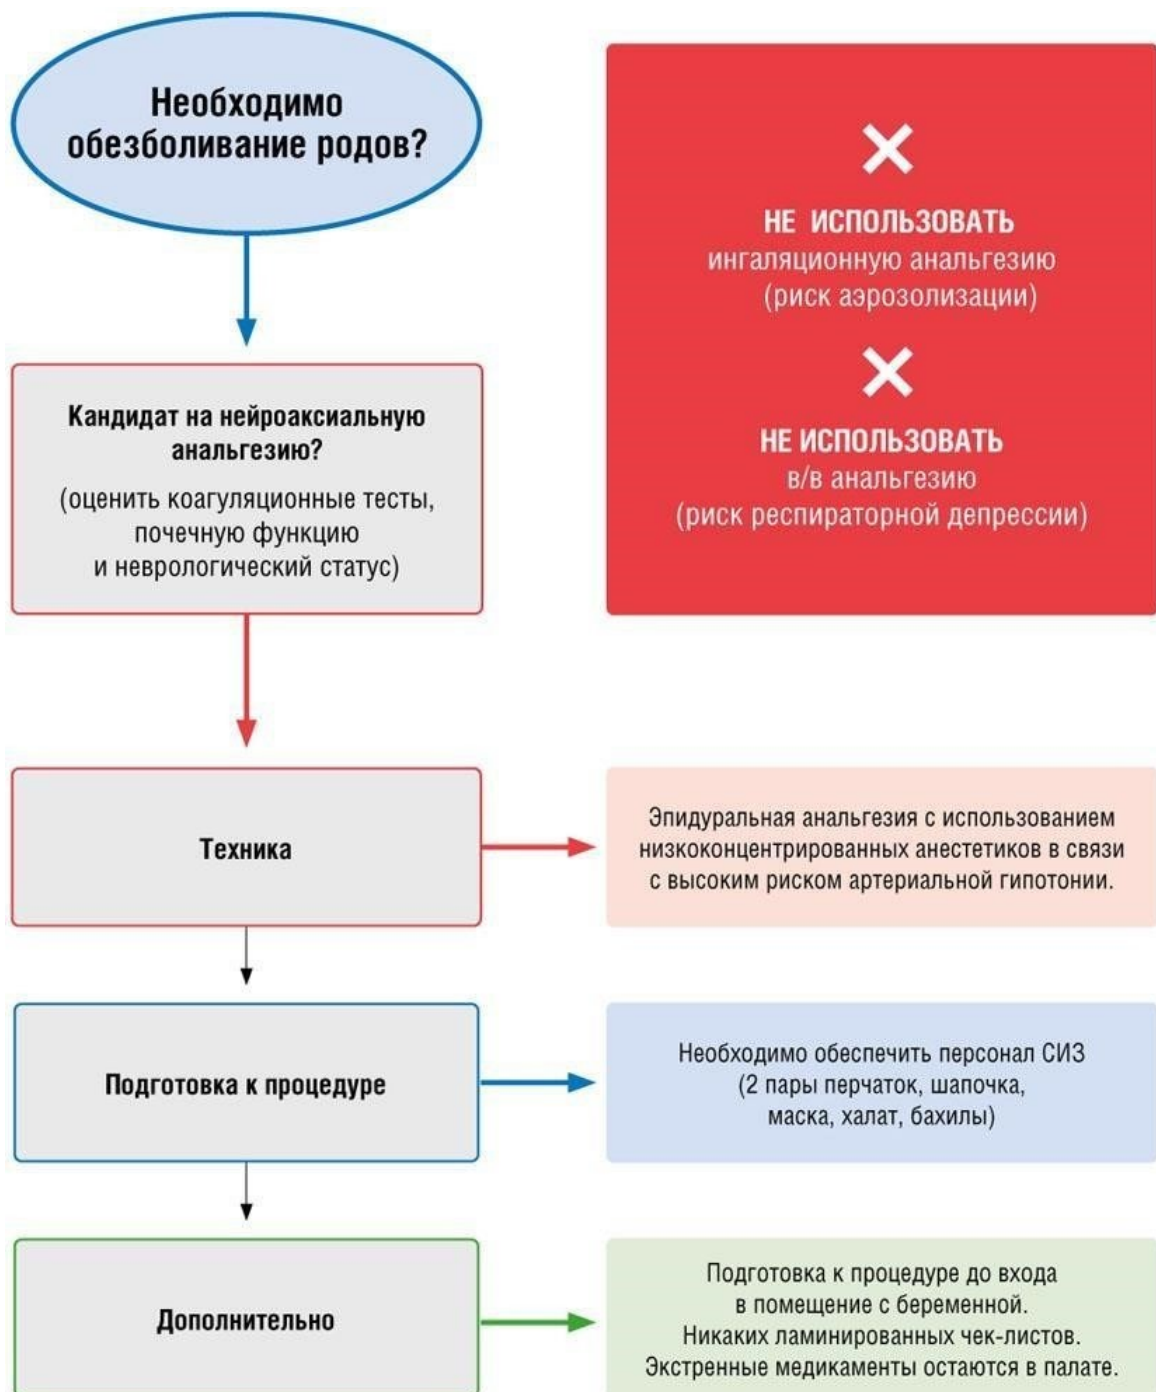 Необходимо
обезболивание родов?
НЕ ИСПОЛЬЗОВАТЬ
ингаляционную анальгезию
(риск аэрозолизации)
НЕ ИСПОЛЬЗОВАТЬ
в/в анальгезию
(риск респираторной депрессии)
Кандидат на нейроаксиальную
анальгезию?
(оценить коагуляционные тесты,
почечную функцию
и неврологический статус)
Техника
Эпидуральная анальгезия с использованием
низкоконцентрированных анестетиков в связи
с высоким риском артериальной гипотонии.
Подготовка к процедуре
Необходимо обеспечить персонал СИЗ
(2 пары перчаток, шапочка,
маска, халат, бахилы)
Дополнительно
Подготовка к процедуре до входа
в помещение с беременной.
Никаких ламинированных чек-листов.
Экстренные медикаменты остаются в палате.